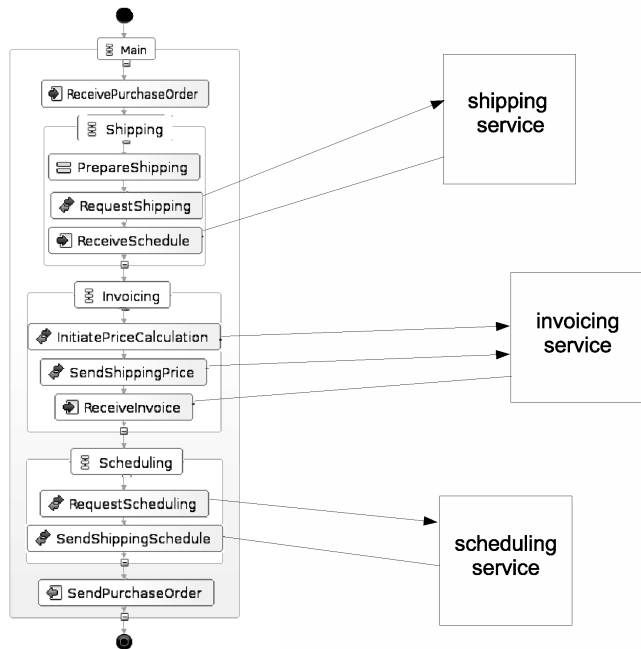 Main
ReceivePurchaseOrder
Shipping
PrepareShipping
RequestShipping
ReceiveSchedule
Invoicing
InitiatePriceCalculation
SendShippingPrice
ReceiveInvoice
Scheduling
RequestScheduling
SendShippingSchedule
SendPurchaseOrder
shipping
service
invoicing
service
scheduling
service